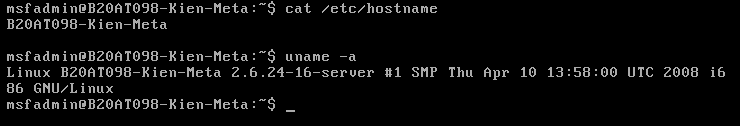 msfadmin@B20AT098-Kien-Meta:~$ cat /etc/hostname
B20AT098-Kien-Meta
msfadmin@B20AT098-Kien-Meta:~$ uname -a
Linux B20AT098-Kien-Meta 2.6.24-16-server #1 SMP Thu Apr 10 13:58:00 UTC 2008 i6
86 GNU/Linux
msfadmin@B20AT098-Kien-Meta:~$ _